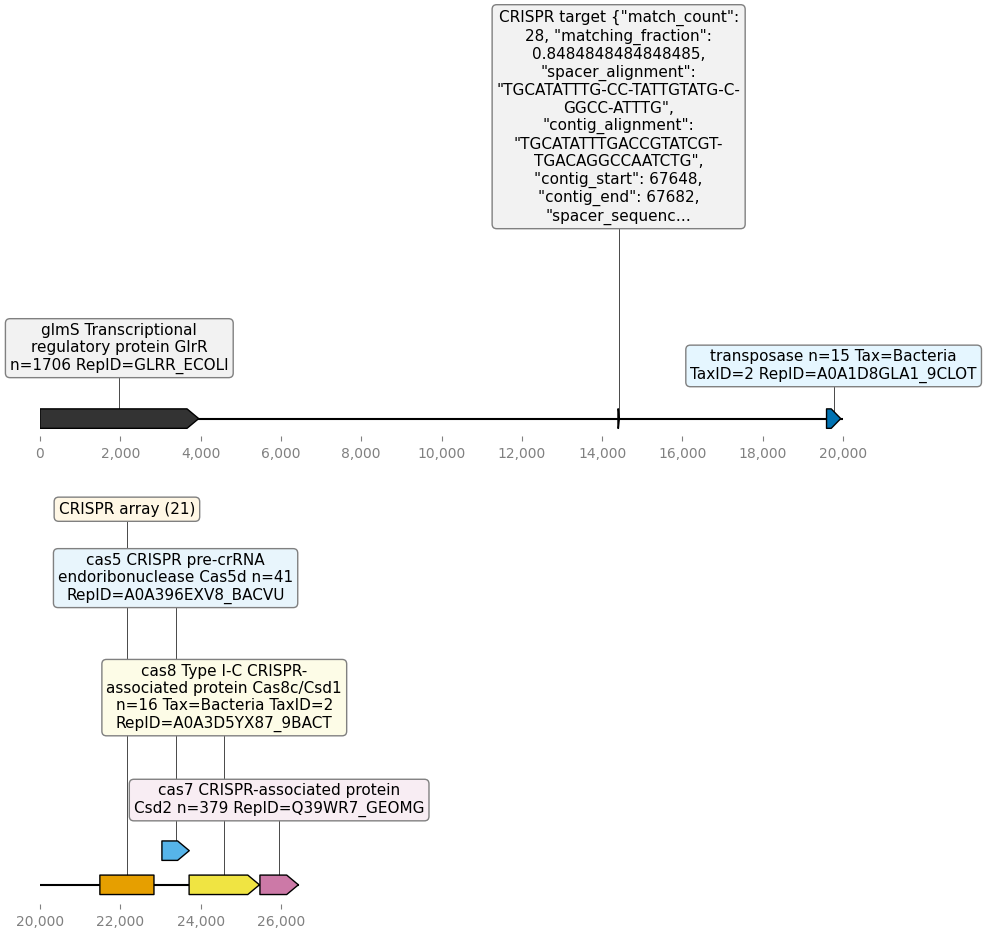 CRISPR target {"match_count":
28, "matching_fraction":
0.8484848484848485,
"spacer_alignment":
"TGCATATTTG-CC-TATTGTATG-C-
GGCC-ATTTG",
"contig_alignment":
"TGCATATTTGACCGTATCGT-
TGACAGGCCAATCTG",
"contig_start": 67648,
"contig_end": 67682,
"spacer_sequenc...
glmS Transcriptional
regulatory protein GlrR
n=1706 RepID=GLRR_ECOLI
transposase n=15 Tax=Bacteria
TaxID=2 RepID=A0A1D8GLA1_9CLOT
0 2,000 4,000 6,000 8,000 10,000 12,000 14,000 16,000 18,000 20,000
CRISPR array (21)
cas5 CRISPR pre-crRNA
endoribonuclease Cas5d n=41
RepID=A0A396EXV8_BACVU
cas8 Type I-C CRISPR-
associated protein Cas8c/Csd1
n=16 Tax=Bacteria TaxID=2
RepID=A0A3D5YX87_9BACT
cas7 CRISPR-associated protein
Csd2 n=379 RepID=Q39WR7_GEOMG
20,000 22,000 24,000 26,000